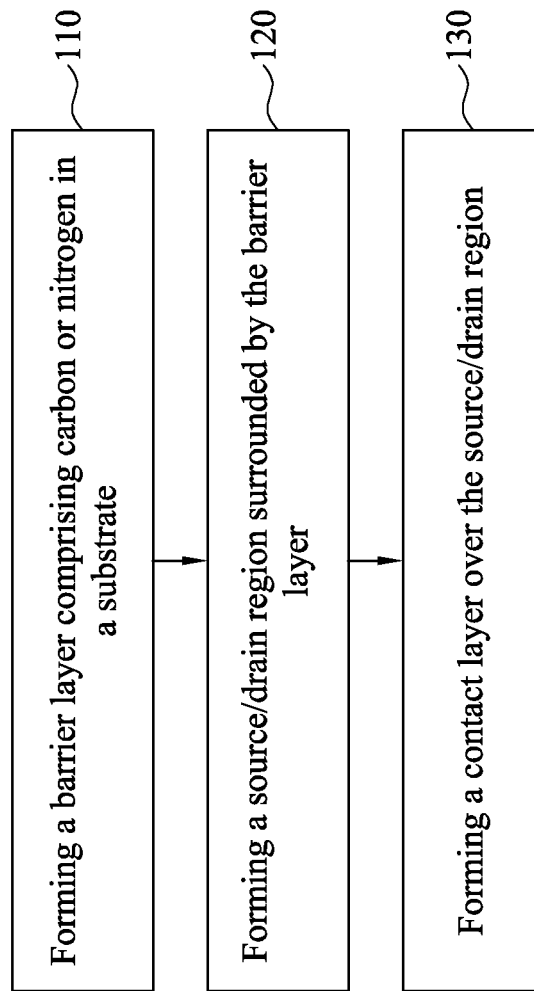 110
Forming a barrier layer comprising carbon or nitrogen in
a substrate
120
Forming a source/drain region surrounded by the barrier
layer
130
Forming a contact layer over the source/drain region